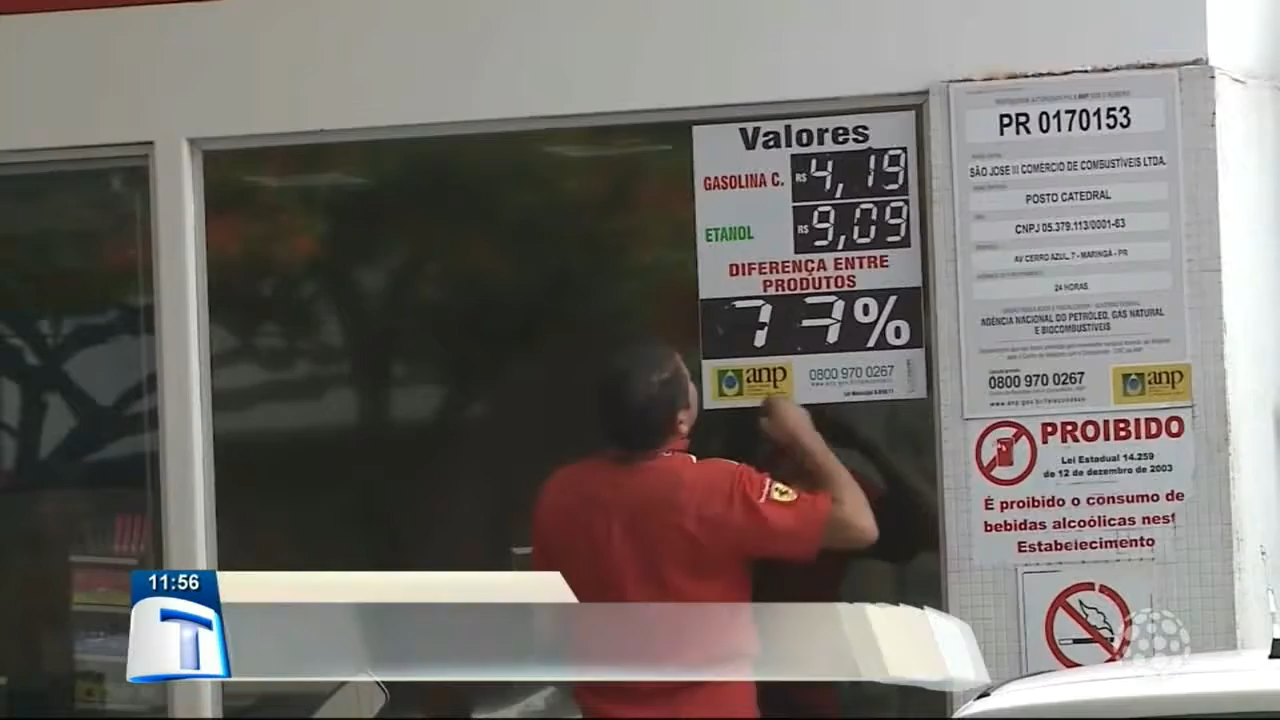 Valores
GASOLINA C. R$ 4,19
ETANOL R$ 9,09
DIFERENÇA ENTRE
PRODUTOS
77%
anp
0800 970 0267
PR 0170153
SÃO JOSE III COMÉRCIO DE COMBUSTÍVEIS LTDA.
POSTO CATEDRAL
CNPJ 05.379.113/0001-63
AV CERRO AZUL, 7 - MARINGÁ - PR
24 HORAS
AGÊNCIA NACIONAL DO PETRÓLEO, GÁS NATURAL
E BIOCOMBUSTÍVEIS
0800 970 0267
anp
PROIBIDO
Lei Estadual 14.259
de 12 de dezembro de 2003
É proibido o consumo de
bebidas alcoólicas nest
Estabelecimento
11:56
T